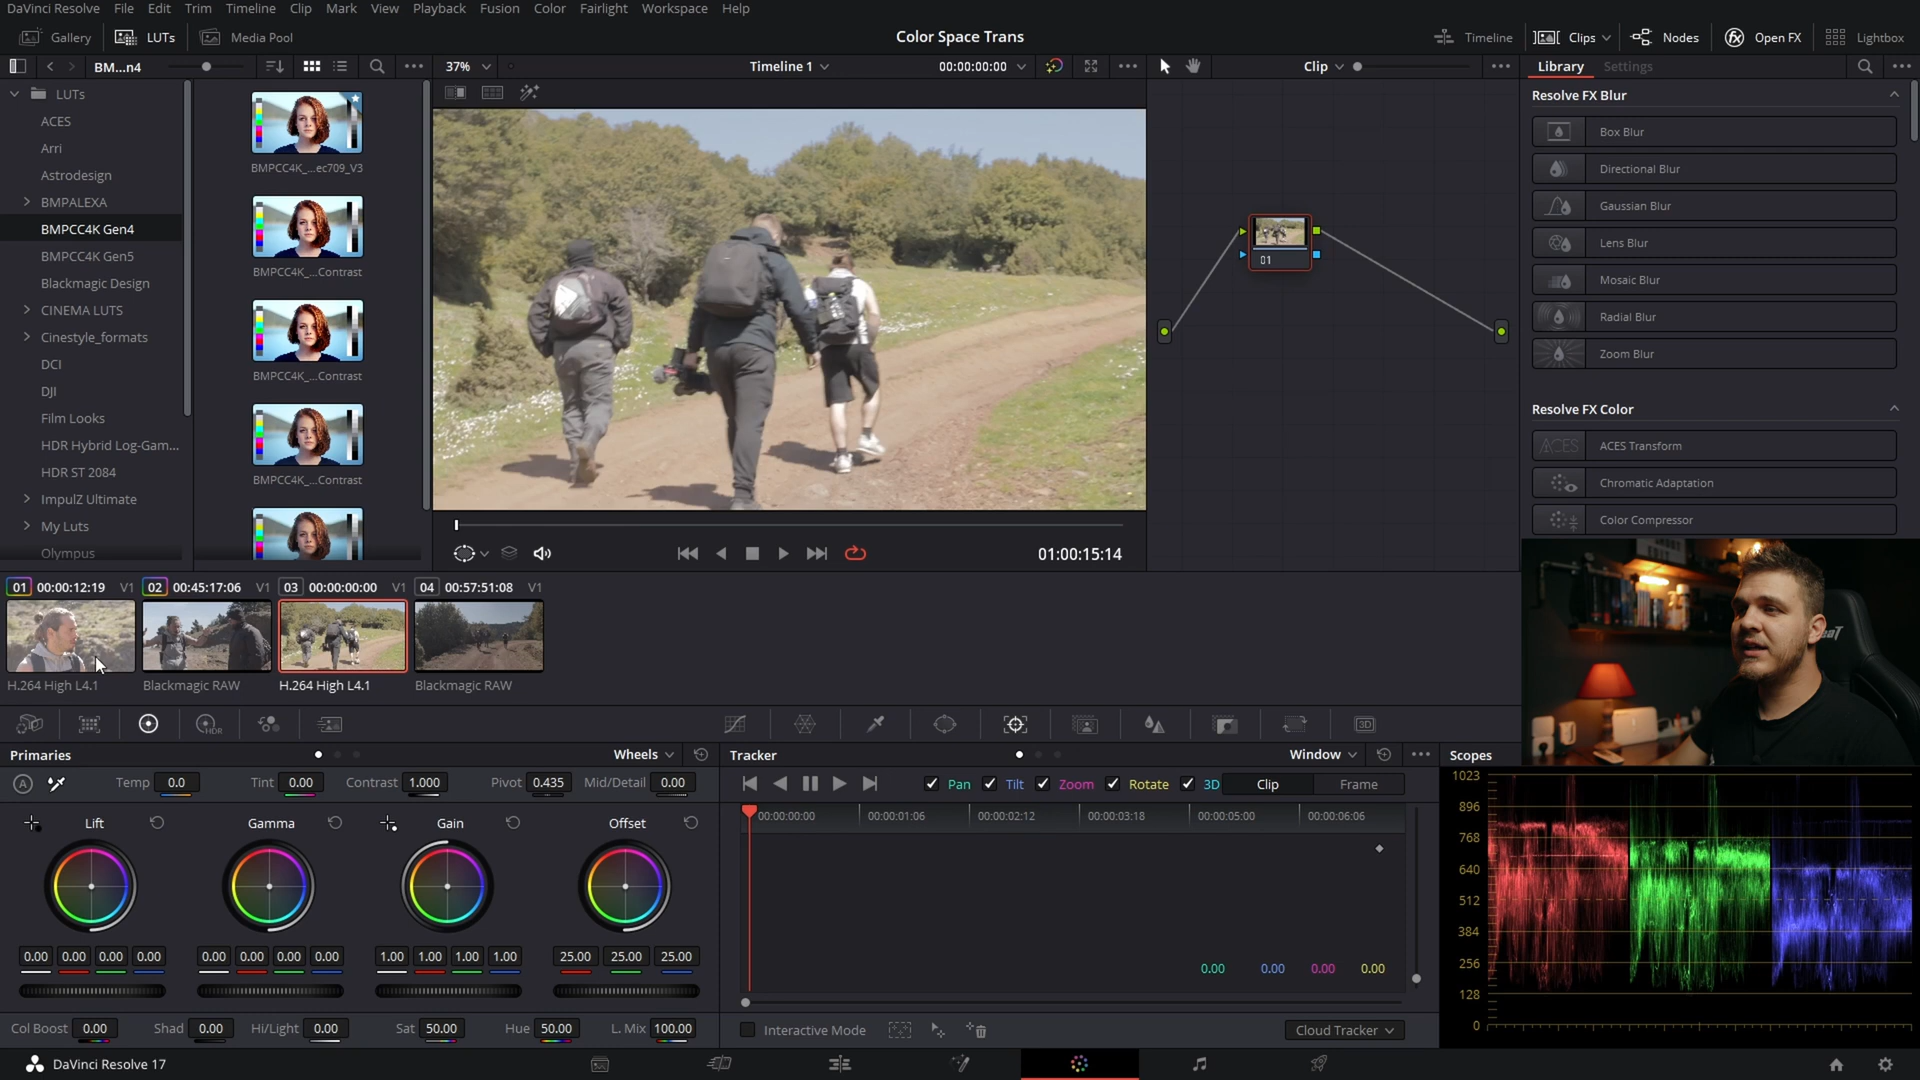 DaVinci Resolve File Edit Trim Timeline Clip Mark View Playback Fusion Color Fairlight Workspace Help
Gallery LUTs Media Pool Color Space Trans Timeline Clips Nodes Open FX Lightbox
BM...n4 37% Timeline 1 00:00:00:00 Clip Library Settings
LUTs
ACES
Arri
Astrodesign
BMPALEXA
BMPCC4K Gen4
BMPCC4K Gen5
Blackmagic Design
CINEMA LUTS
Cinestyle_formats
DCI
DJI
Film Looks
HDR Hybrid Log-Gam...
HDR ST 2084
ImpulZ Ultimate
My Luts
Olympus
BMPCC4K_...ec709_V3
BMPCC4K_...Contrast
BMPCC4K_...Contrast
BMPCC4K_...Contrast
01
01:00:15:14
Resolve FX Blur
Box Blur
Directional Blur
Gaussian Blur
Lens Blur
Mosaic Blur
Radial Blur
Zoom Blur
Resolve FX Color
ACES ACES Transform
Chromatic Adaptation
Color Compressor
01 00:00:12:19 V1 02 00:45:17:06 V1 03 00:00:00:00 V1 04 00:57:51:08 V1
H.264 High L4.1 Blackmagic RAW H.264 High L4.1 Blackmagic RAW
HDR 3D
Primaries Wheels
A Temp 0.0 Tint 0.00 Contrast 1.000 Pivot 0.435 Mid/Detail 0.00
Lift Gamma Gain Offset
0.00 0.00 0.00 0.00 0.00 0.00 0.00 0.00 1.00 1.00 1.00 1.00 25.00 25.00 25.00
Col Boost 0.00 Shad 0.00 Hi/Light 0.00 Sat 50.00 Hue 50.00 L. Mix 100.00
Tracker Window
Pan Tilt Zoom Rotate 3D Clip Frame
00:00:00:00 00:00:01:06 00:00:02:12 00:00:03:18 00:00:05:00 00:00:06:06
0.00 0.00 0.00 0.00
Interactive Mode Cloud Tracker
Scopes
1023
896
768
640
512
384
256
128
0
DaVinci Resolve 17